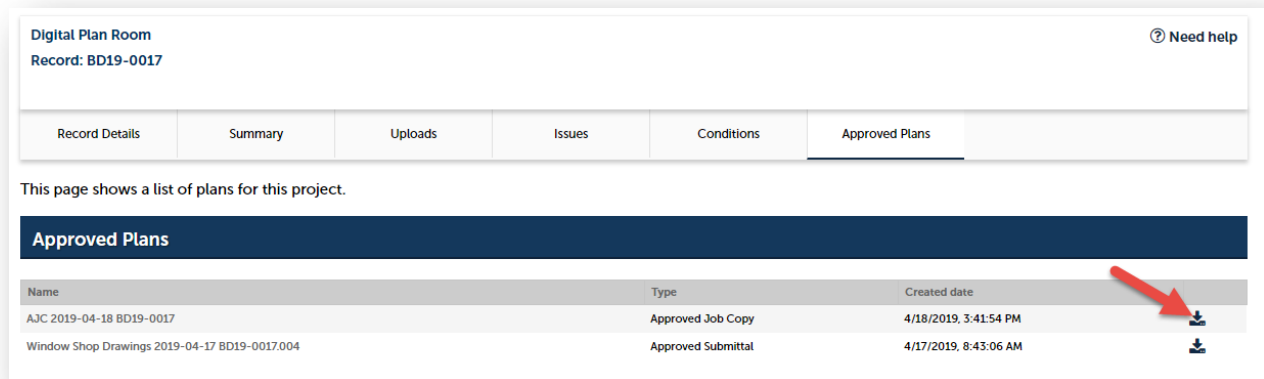 Digital Plan Room
Need help
Record: BD19-0017
Record Details Summary Uploads Issues Conditions Approved Plans
This page shows a list of plans for this project.
Approved Plans
Name Type Created date
AJC 2019-04-18 BD19-0017 Approved Job Copy 4/18/2019, 3:41:54 PM
Window Shop Drawings 2019-04-17 BD19-0017.004 Approved Submittal 4/17/2019, 8:43:06 AM